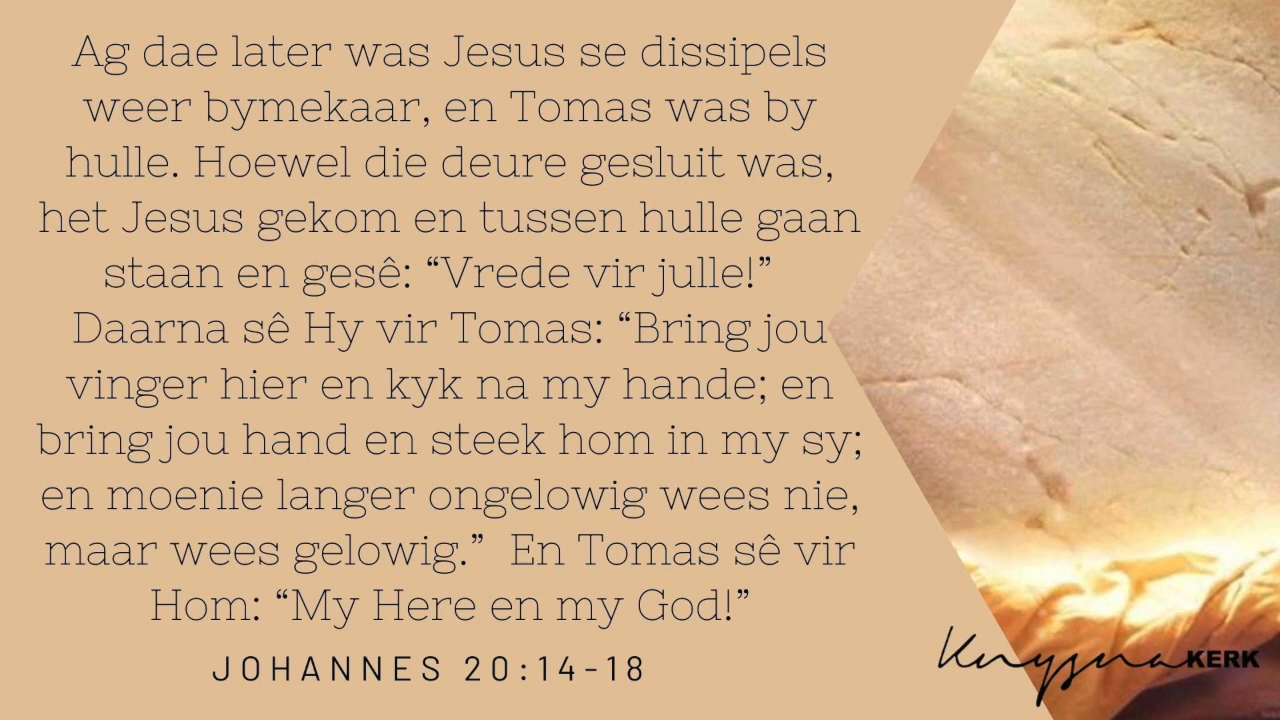 Ag dae later was Jesus se dissipels
weer bymekaar, en Tomas was by
hulle. Hoewel die deure gesluit was,
het Jesus gekom en tussen hulle gaan
staan en gesê: “Vrede vir julle!”
Daarna sê Hy vir Tomas: “Bring jou
vinger hier en kyk na my hande; en
bring jou hand en steek hom in my sy;
en moenie langer ongelowig wees nie,
maar wees gelowig.”  En Tomas sê vir
Hom: “My Here en my God!”
JOHANNES 20:14-18
Knysna KERK